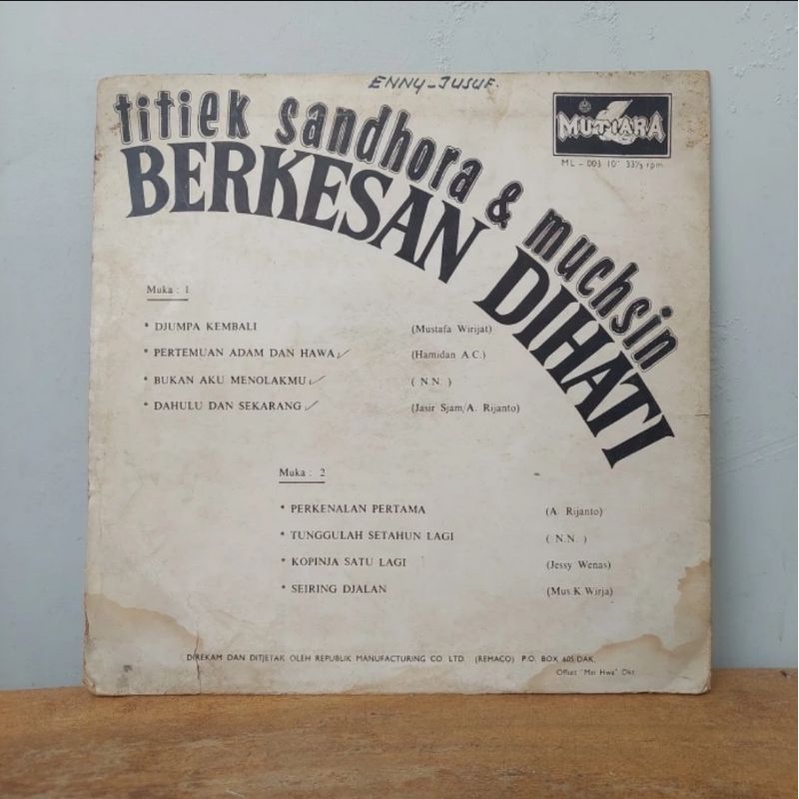 ENNY-JUSUF.
titiek sandhora & muchsin
BERKESAN DIHATI
MUTIARA
ML - 003 10' 33⅓ rpm
Muka : 1
* DJUMPA KEMBALI (Mustafa Wirijat)
* PERTEMUAN ADAM DAN HAWA ✓ (Hamidan A.C.)
* BUKAN AKU MENOLAKMU ✓ ( N.N. )
* DAHULU DAN SEKARANG ✓ (Jasir Sjam/A. Rijanto)
Muka : 2
* PERKENALAN PERTAMA (A. Rijanto)
* TUNGGULAH SETAHUN LAGI ( N.N. )
* KOPINJA SATU LAGI (Jessy Wenas)
* SEIRING DJALAN (Mus K Wirja)
DIREKAM DAN DITJETAK OLEH REPUBLIK MANUFACTURING CO. LTD. (REMACO) P.O. BOX 605/DAK.
Offset "Min Hwa" Dkt